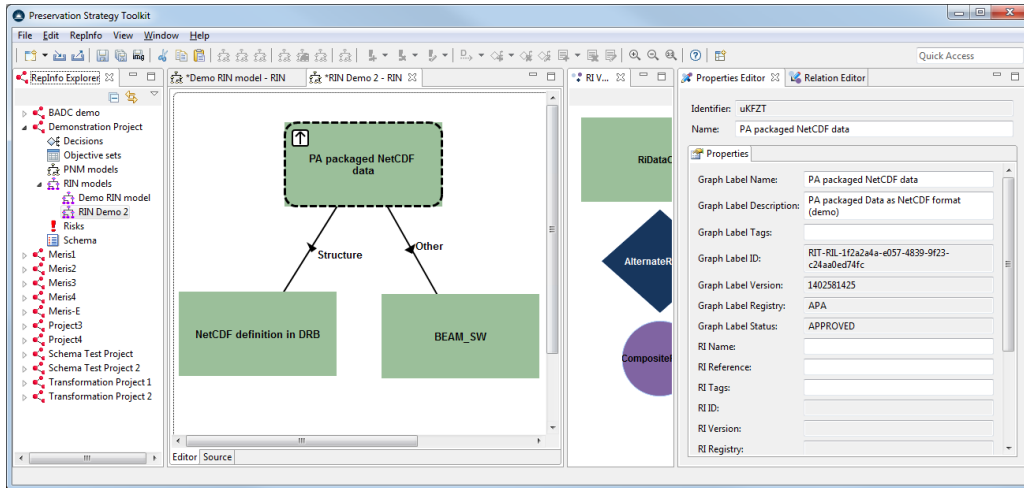 Preservation Strategy Toolkit
File Edit RepInfo View Window Help
Quick Access
RepInfo Explorer
BADC demo
Demonstration Project
Decisions
Objective sets
PNM models
RIN models
Demo RIN model
RIN Demo 2
Risks
Schema
Meris1
Meris2
Meris3
Meris4
Meris-E
Project3
Project4
Schema Test Project
Schema Test Project 2
Transformation Project 1
Transformation Project 2
*Demo RIN model - RIN
*RIN Demo 2 - RIN
PA packaged NetCDF
data
Structure
Other
NetCDF definition in DRB
BEAM_SW
Editor Source
RI V...
RiDataO
AlternateR
Composite
Properties Editor
Relation Editor
Identifier: uKFZT
Name: PA packaged NetCDF data
Properties
Graph Label Name: PA packaged NetCDF data
Graph Label Description: PA packaged Data as NetCDF format
(demo)
Graph Label Tags:
Graph Label ID: RIT-RIL-1f2a2a4a-e057-4839-9f23-
c24aa0ed74fc
Graph Label Version: 1402581425
Graph Label Registry: APA
Graph Label Status: APPROVED
RI Name:
RI Reference:
RI Tags:
RI ID:
RI Version:
RI Registry: